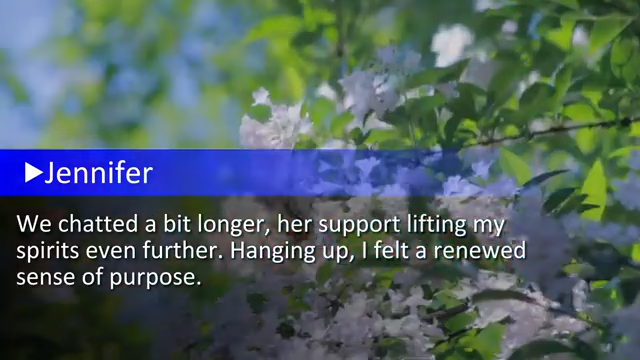 ▶Jennifer
We chatted a bit longer, her support lifting my
spirits even further. Hanging up, I felt a renewed
sense of purpose.